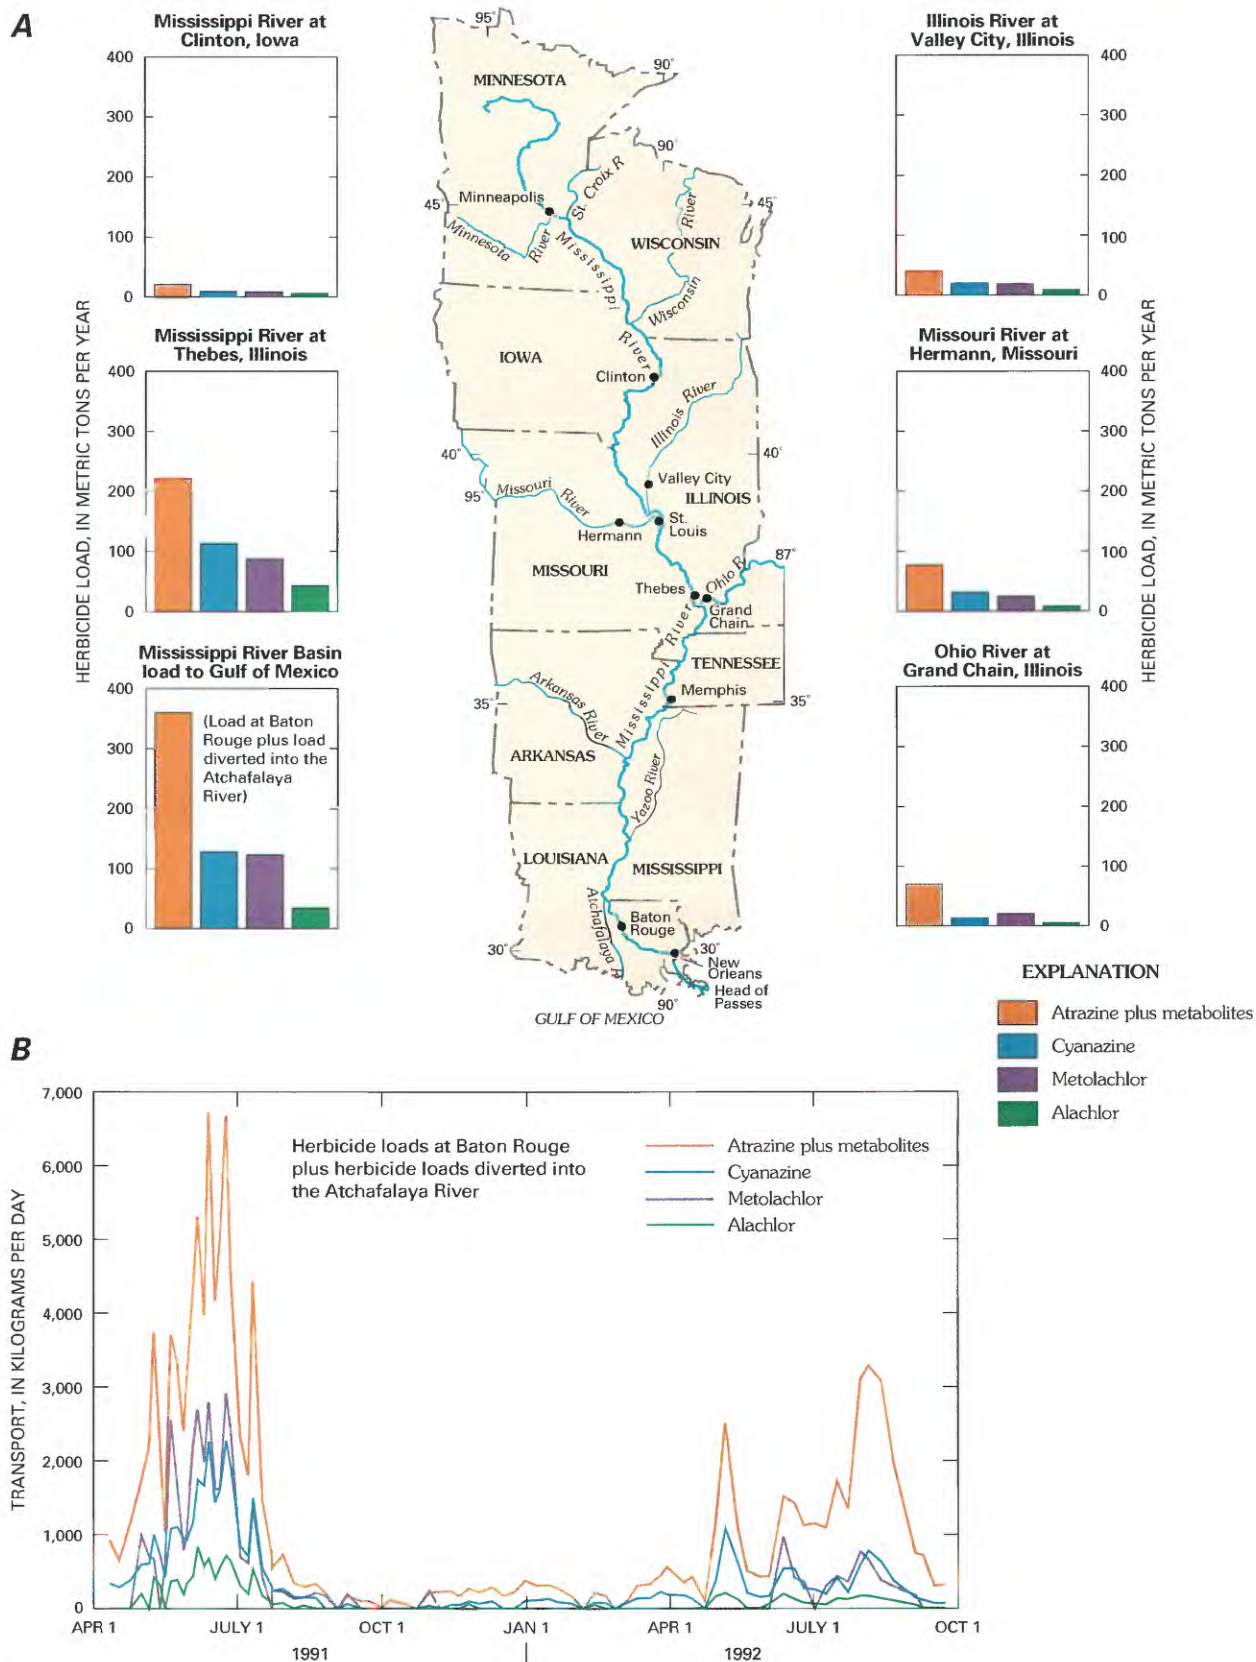 A
Mississippi River at
Clinton, Iowa
400
300
200
100
0
Mississippi River at
Thebes, Illinois
400
300
200
100
0
Mississippi River Basin
load to Gulf of Mexico
400
300
200
100
0
(Load at Baton
Rouge plus load
diverted into the
Atchafalaya
River)
HERBICIDE LOAD, IN METRIC TONS PER YEAR
95°
90°
MINNESOTA
90°
St. Croix R
Minneapolis
45°
45°
Minnesota
River
Mississippi
River
WISCONSIN
River
Wisconsin
IOWA
Clinton
Illinois River
40°
40°
95°
Missouri
River
Valley City
ILLINOIS
St.
Louis
Hermann
MISSOURI
87°
Ohio R
Thebes
Grand
Chain
River
TENNESSEE
Mississippi
Memphis
35°
35°
Arkansas River
ARKANSAS
Yazoo River
LOUISIANA
MISSISSIPPI
Atchafalaya R
Baton
Rouge
30°
30°
New
Orleans
Head of
Passes
90°
GULF OF MEXICO
Illinois River at
Valley City, Illinois
400
300
200
100
0
Missouri River at
Hermann, Missouri
400
300
200
100
0
Ohio River at
Grand Chain, Illinois
400
300
200
100
0
HERBICIDE LOAD, IN METRIC TONS PER YEAR
EXPLANATION
Atrazine plus metabolites
Cyanazine
Metolachlor
Alachlor
B
7,000
6,000
5,000
4,000
3,000
2,000
1,000
0
TRANSPORT, IN KILOGRAMS PER DAY
Herbicide loads at Baton Rouge
plus herbicide loads diverted into
the Atchafalaya River
Atrazine plus metabolites
Cyanazine
Metolachlor
Alachlor
APR 1
JULY 1
OCT 1
JAN 1
APR 1
JULY 1
OCT 1
1991
1992